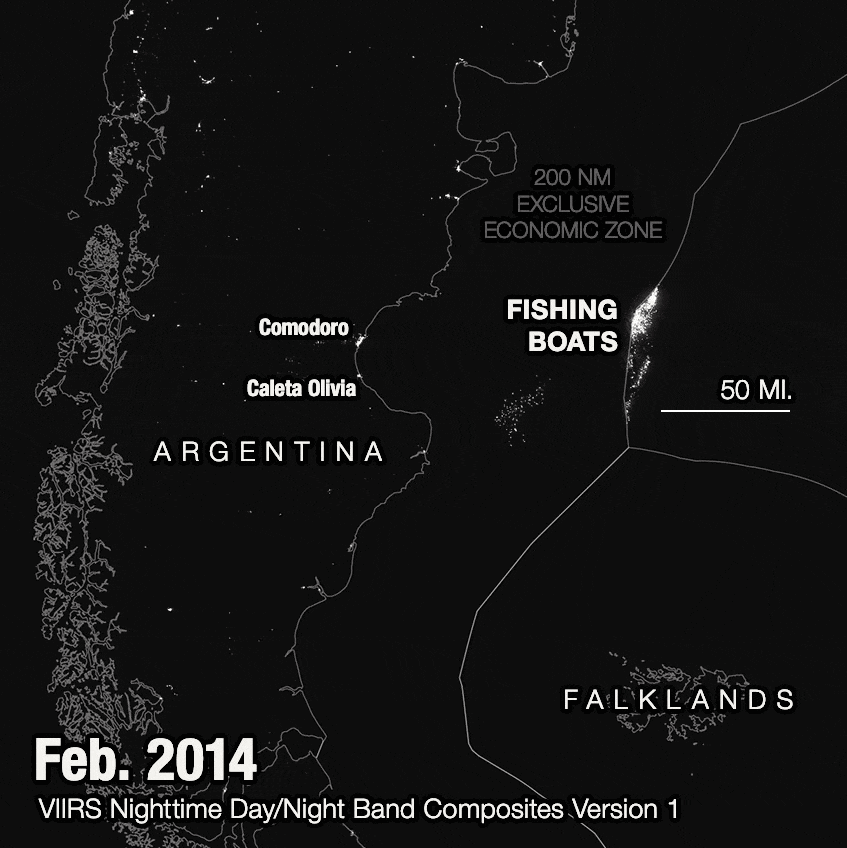 200 NM
EXCLUSIVE
ECONOMIC ZONE
FISHING
BOATS
Comodoro
50 MI.
Caleta Olivia
ARGENTINA
FALKLANDS
Feb. 2014
VIIRS Nighttime Day/Night Band Composites Version 1